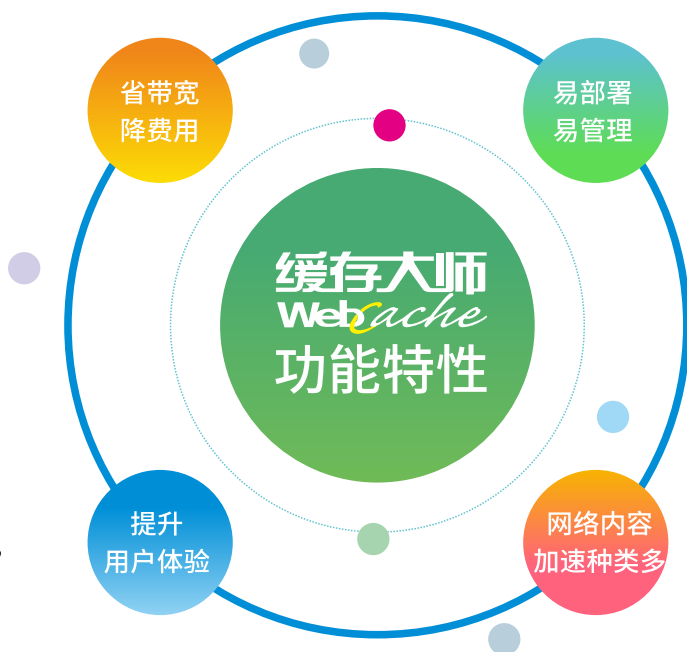 省带宽
降费用
易部署
易管理
缓存大师
WebCache
功能特性
提升
用户体验
网络内容
加速种类多